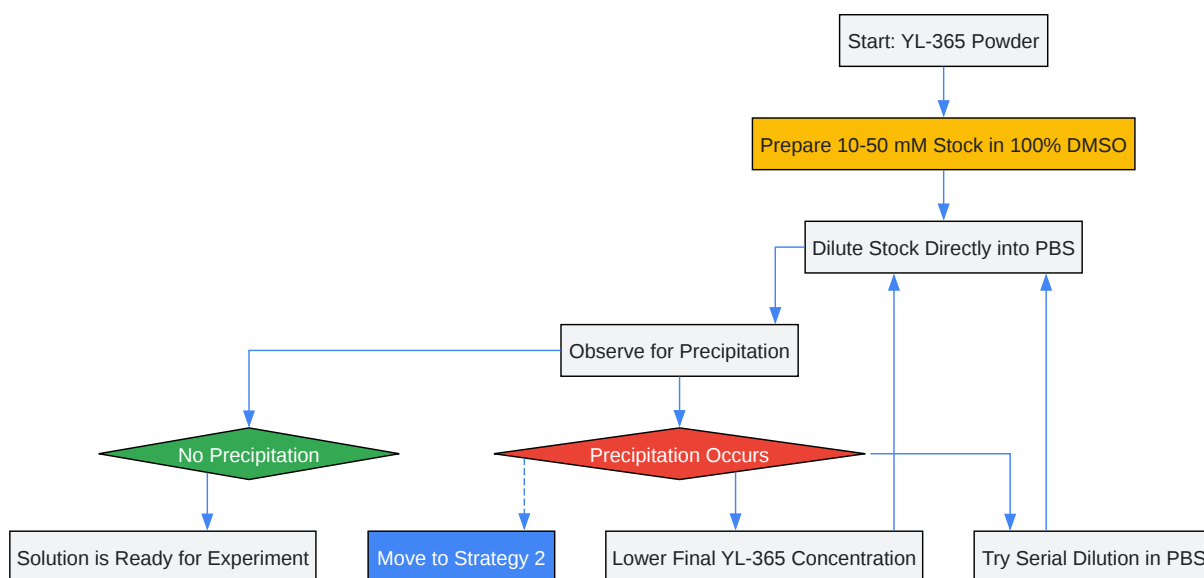 Start: YL-365 Powder
Prepare 10-50 mM Stock in 100% DMSO
Dilute Stock Directly into PBS
Observe for Precipitation
No Precipitation
Precipitation Occurs
Solution is Ready for Experiment
Move to Strategy 2
Lower Final YL-365 Concentration
Try Serial Dilution in PBS